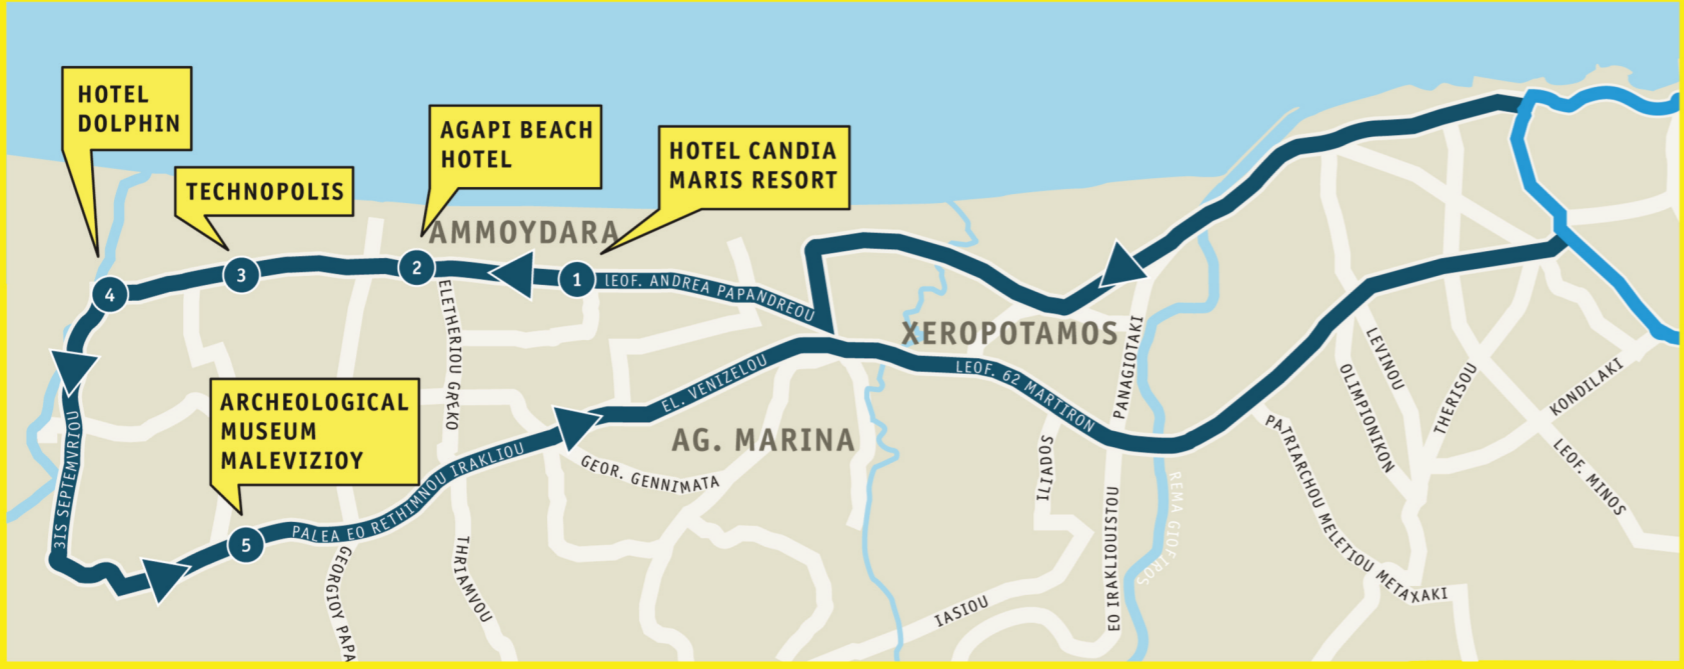 HOTEL
DOLPHIN
TECHNOPOLIS
AGAPI BEACH
HOTEL
HOTEL CANDIA
MARIS RESORT
AMMOYDARA
4
3
2
1
LEOF. ANDREA PAPANDREOU
ELETHERIOU GREKO
XEROPOTAMOS
PANAGIOTAKI
LEOF. 62 MARTIRON
EL. VENIZELOU
AG. MARINA
ARCHEOLOGICAL
MUSEUM
MALEVIZIOY
3IS SEPTEMVRIOU
5
PALEA EO RETHIMNOU IRAKLIOU
GEOR. GENNIMATA
GEORGIOY PAPA
THRIAMVOU
ILIADOS
IASIOU
EO IRAKLIOUISTOU
REMA GIOFIROS
LEVINOU
OLIMPIONIKON
THERISOU
KONDILAKI
LEOF. MINOS
PATRIARCHOU MELETIOU METAXAKI